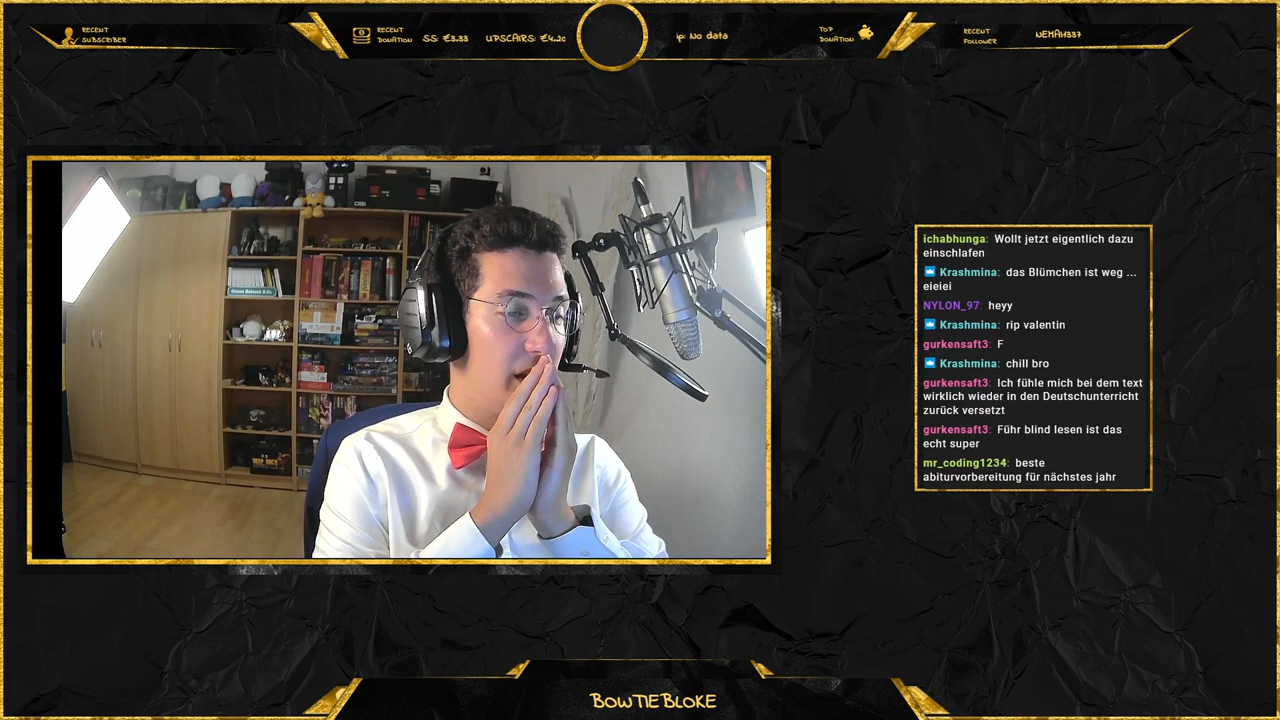 RECENT
SUBSCRIBER
RECENT
DONATION
SS: €3.33
UPSCAIRS: €4.20
ip: No data
TOP
DONATION
RECENT
FOLLOWER
NEMAH337
ichabhunga: Wollt jetzt eigentlich dazu
einschlafen
Krashmina: das Blümchen ist weg ...
eieiei
NYLON_97: heyy
Krashmina: rip valentin
gurkensaft3: F
Krashmina: chill bro
gurkensaft3: Ich fühle mich bei dem text
wirklich wieder in den Deutschunterricht
zurück versetzt
gurkensaft3: Führ blind lesen ist das
echt super
mr_coding1234: beste
abiturvorbereitung für nächstes jahr
BOWTIEBLOKE